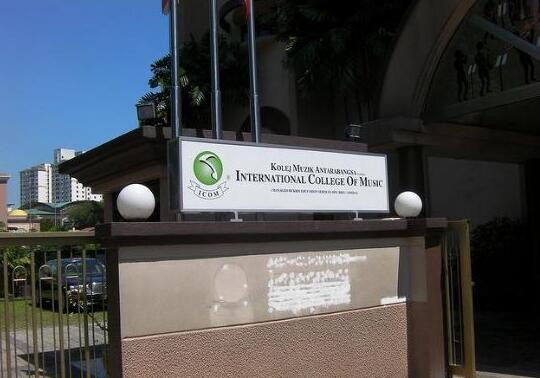 KOLEJ MUZIK ANTARABANGSA
INTERNATIONAL COLLEGE OF MUSIC
ICOM